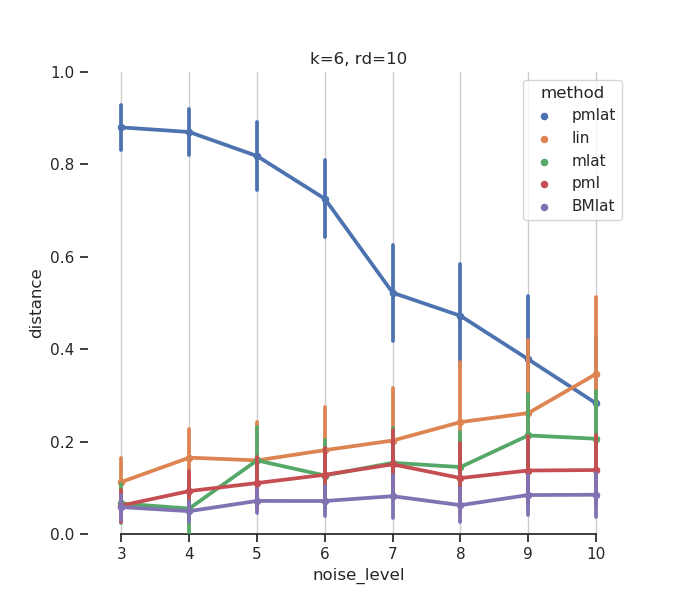 k=6, rd=10
1.0
0.8
0.6
0.4
0.2
0.0
distance
method
pmlat
lin
mlat
pml
BMlat
3 4 5 6 7 8 9 10
noise_level